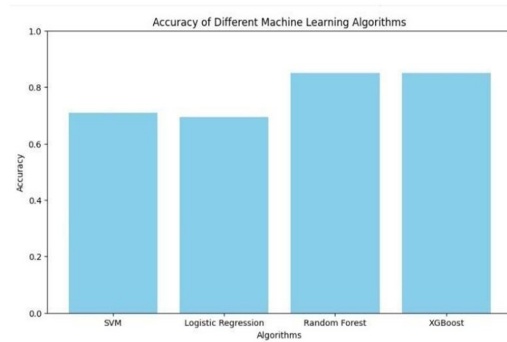 Accuracy of Different Machine Learning Algorithms
1.0
0.8
0.6
0.4
0.2
0.0
Accuracy
SVM Logistic Regression Random Forest XGBoost
Algorithms